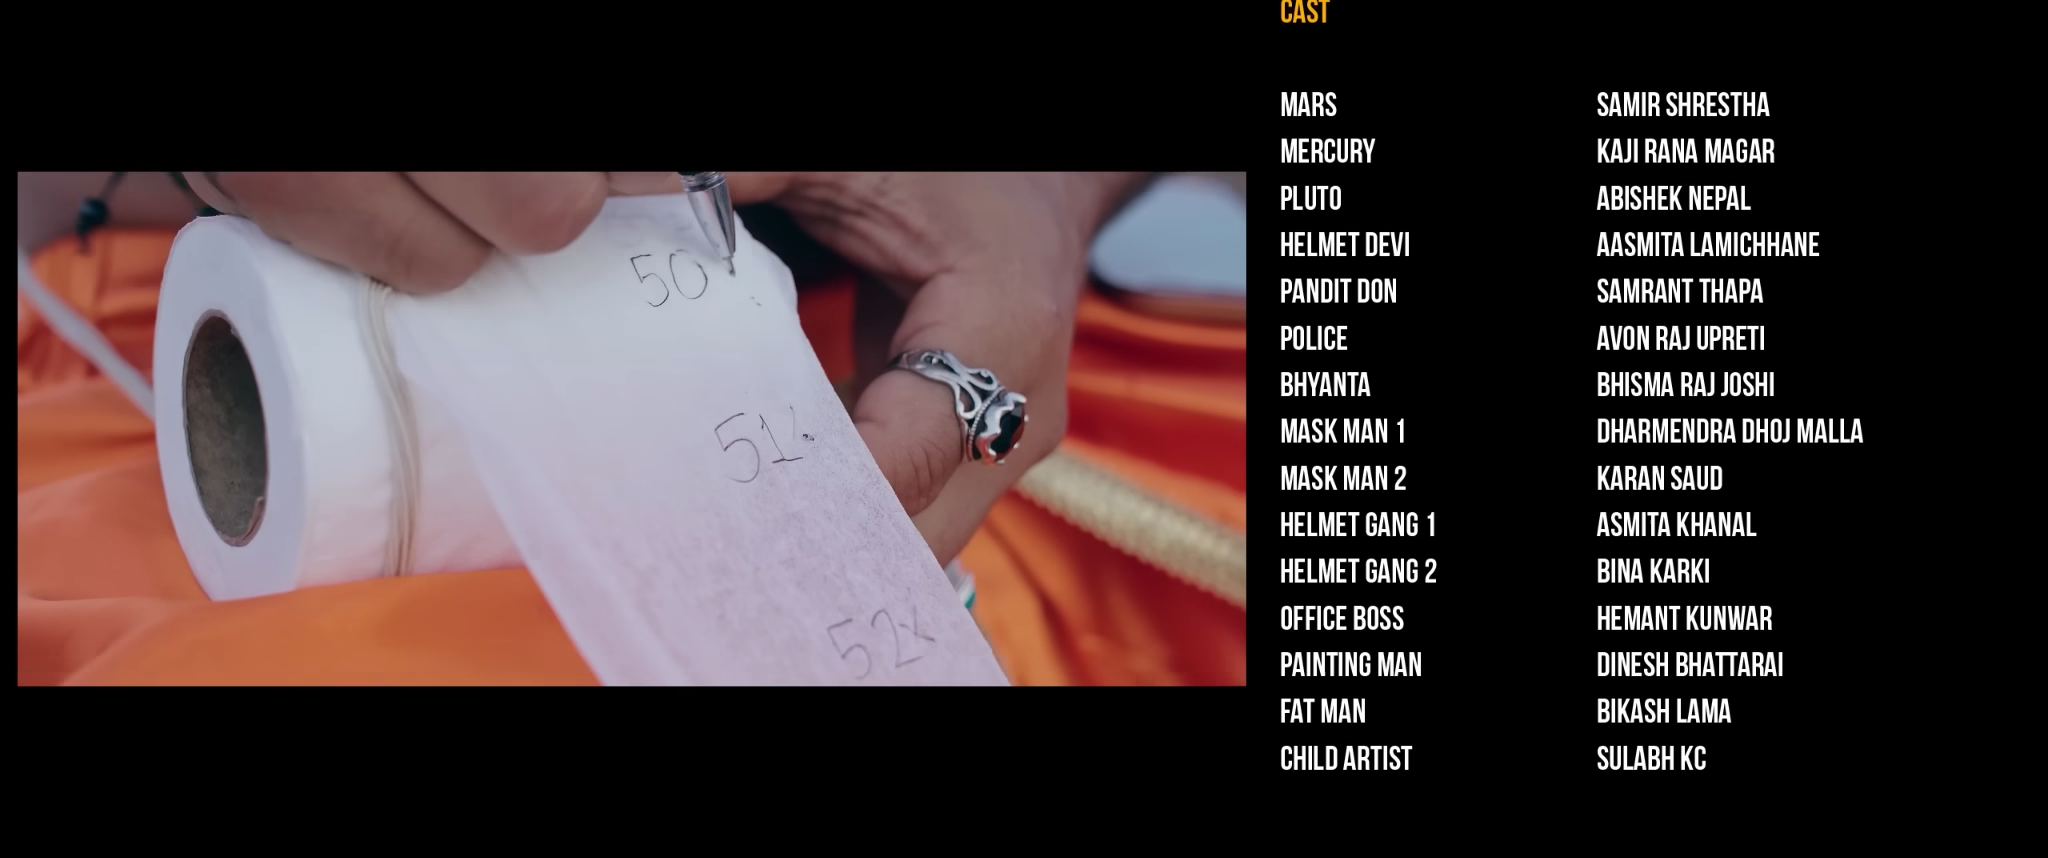 CAST
MARS SAMIR SHRESTHA
MERCURY KAJI RANA MAGAR
PLUTO ABISHEK NEPAL
HELMET DEVI AASMITA LAMICHHANE
PANDIT DON SAMRANT THAPA
POLICE AVON RAJ UPRETI
BHYANTA BHISMA RAJ JOSHI
MASK MAN 1 DHARMENDRA DHOJ MALLA
MASK MAN 2 KARAN SAUD
HELMET GANG 1 ASMITA KHANAL
HELMET GANG 2 BINA KARKI
OFFICE BOSS HEMANT KUNWAR
PAINTING MAN DINESH BHATTARAI
FAT MAN BIKASH LAMA
CHILD ARTIST SULABH KC
50
51
52x